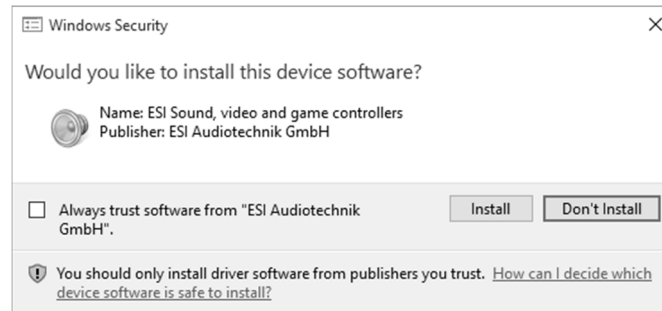 Windows Security
Would you like to install this device software?
Name: ESI Sound, video and game controllers
Publisher: ESI Audiotechnik GmbH
Always trust software from "ESI Audiotechnik
GmbH".
Install
Don't Install
You should only install driver software from publishers you trust. How can I decide which
device software is safe to install?